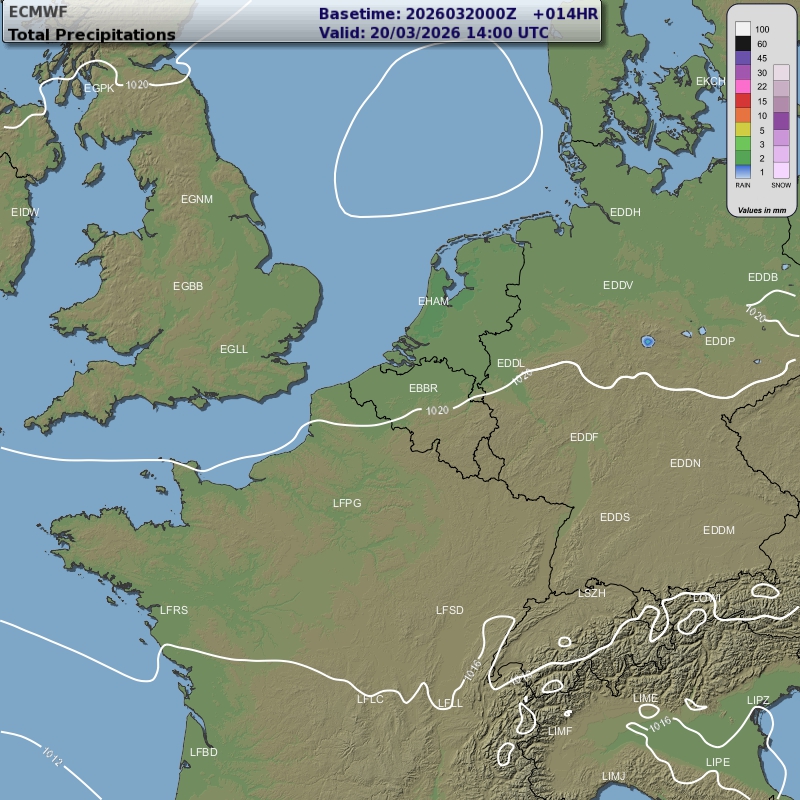 ECMWF
Basetime: 2026032000Z +014HR
Total Precipitations
Valid: 20/03/2026 14:00 UTC
100
60
45
30
22
15
10
5
3
2
1
RAIN
SNOW
Values in mm
EKCH
EGPK
1020
EGNM
EIDW
EDDH
EGBB
EDDV
EDDB
EHAM
1020
EGLL
EDDP
EDDL
1020
EBBR
1020
EDDF
EDDN
LFPG
EDDS
EDDM
LSZH
LOWI
LFRS
LFSD
1016
LFLC
LFLL
LIME
LIPZ
1016
LIMF
1012
LFBD
LIPE
LIMJ